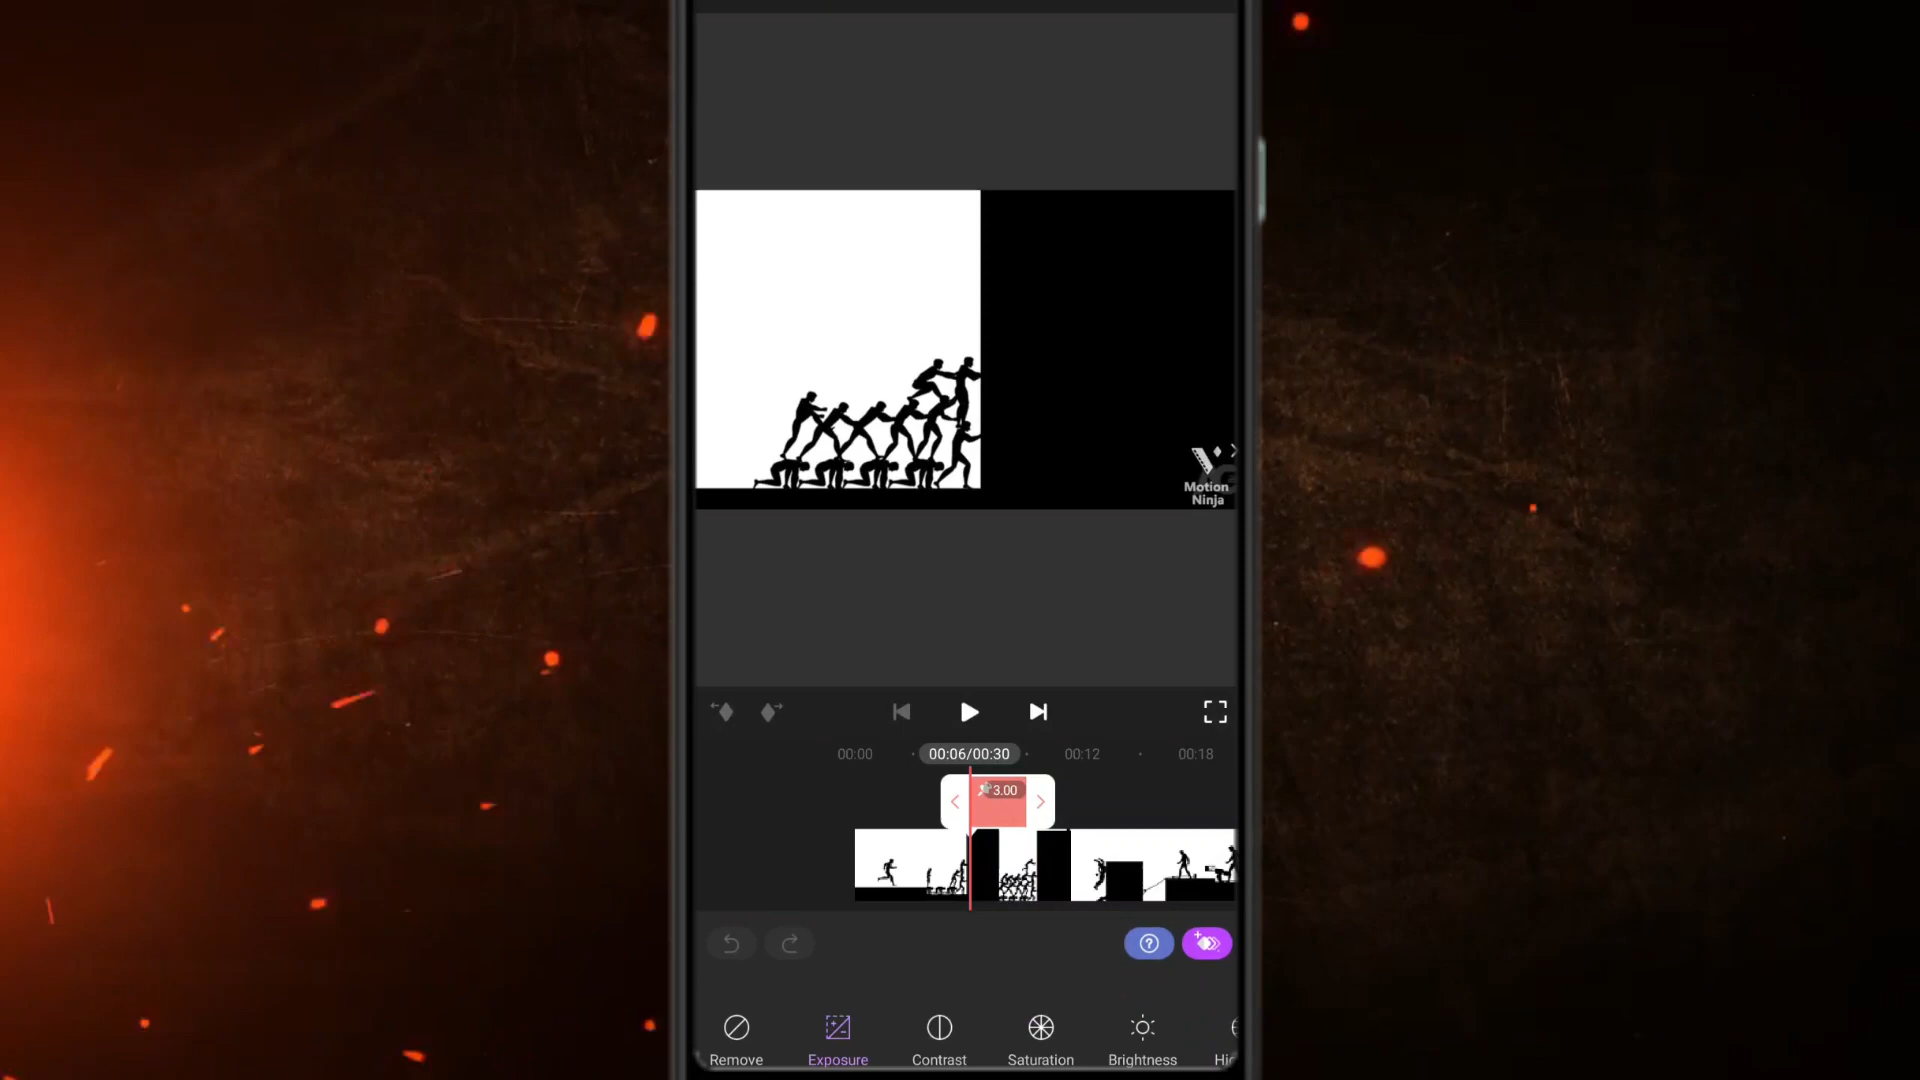 Motion
Ninja
00:00
00:06/00:30
00:12
00:18
3.00
Remove
Exposure
Contrast
Saturation
Brightness